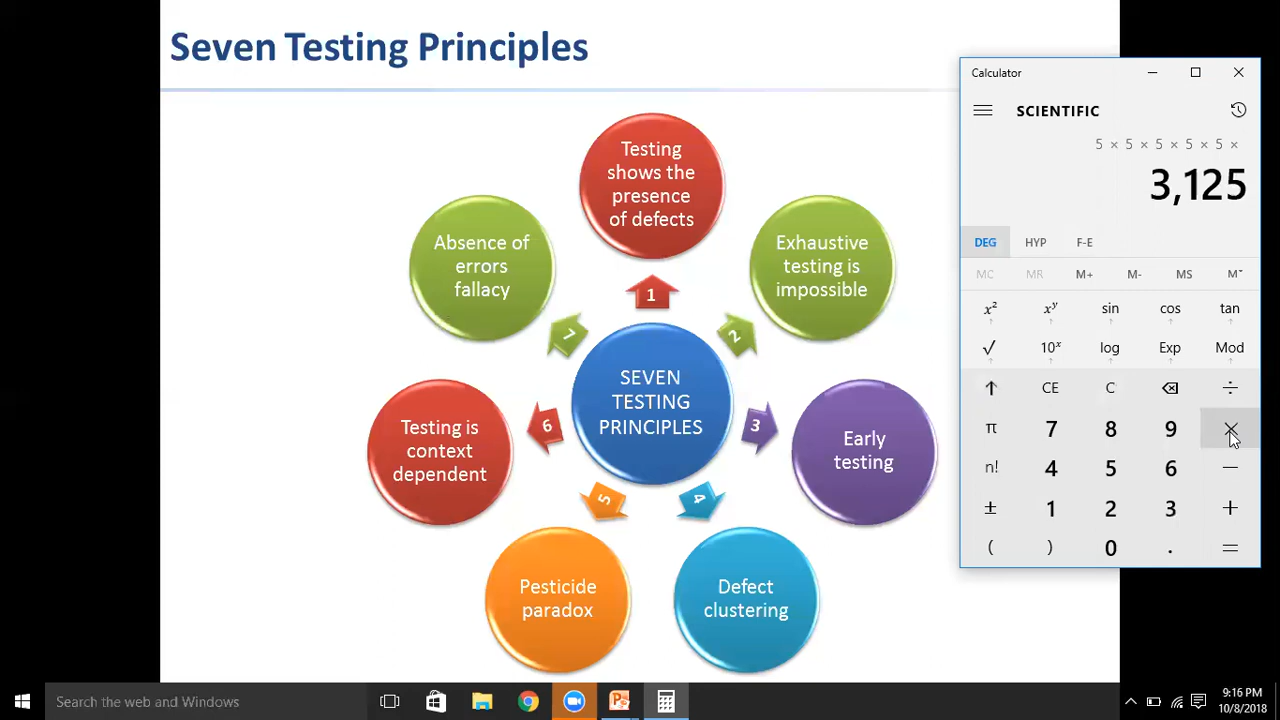 Seven Testing Principles
Testing
shows the
presence
of defects
Exhaustive
testing is
impossible
Early
testing
Defect
clustering
Pesticide
paradox
Testing is
context
dependent
Absence of
errors
fallacy
SEVEN
TESTING
PRINCIPLES
1
2
3
4
5
6
7
Calculator
SCIENTIFIC
5 × 5 × 5 × 5 × 5 ×
3,125
DEG HYP F-E
MC MR M+ M- MS M˅
x² xʸ sin cos tan
√ 10ˣ log Exp Mod
↑ CE C ⌫ ÷
π 7 8 9 ×
n! 4 5 6 −
± 1 2 3 +
( ) 0 . =
Search the web and Windows
9:16 PM
10/8/2018